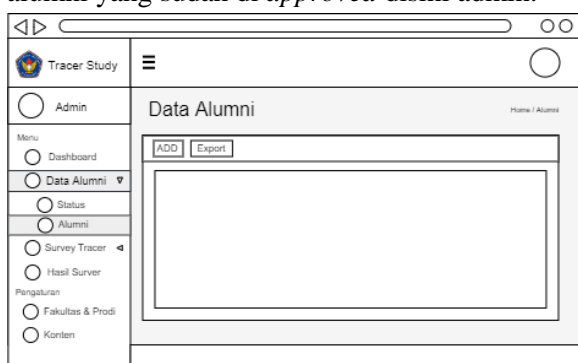 alumni yang sudah di approved disini admin.
Tracer Study
Admin
Data Alumni
Home / Alumni
Menu
Dashboard
Data Alumni
Status
Alumni
Survey Tracer
Hasil Surver
Pengaturan
Fakultas & Prodi
Konten
ADD
Export